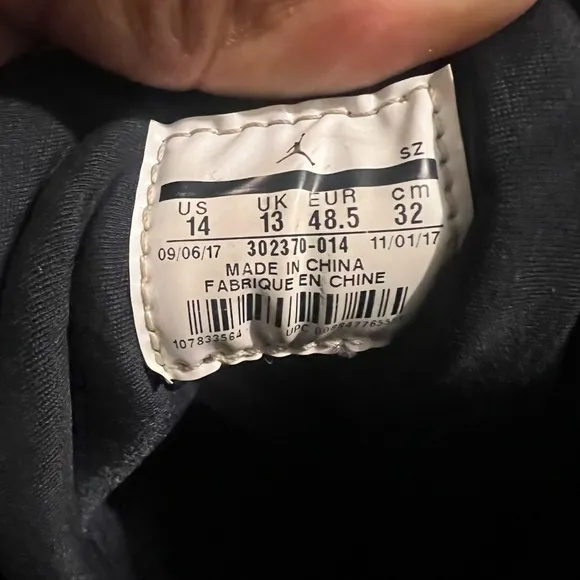 sz
US UK EUR cm
14 13 48.5 32
09/06/17 302370-014 11/01/17
MADE IN CHINA
FABRIQUE EN CHINE
107833564 UPC